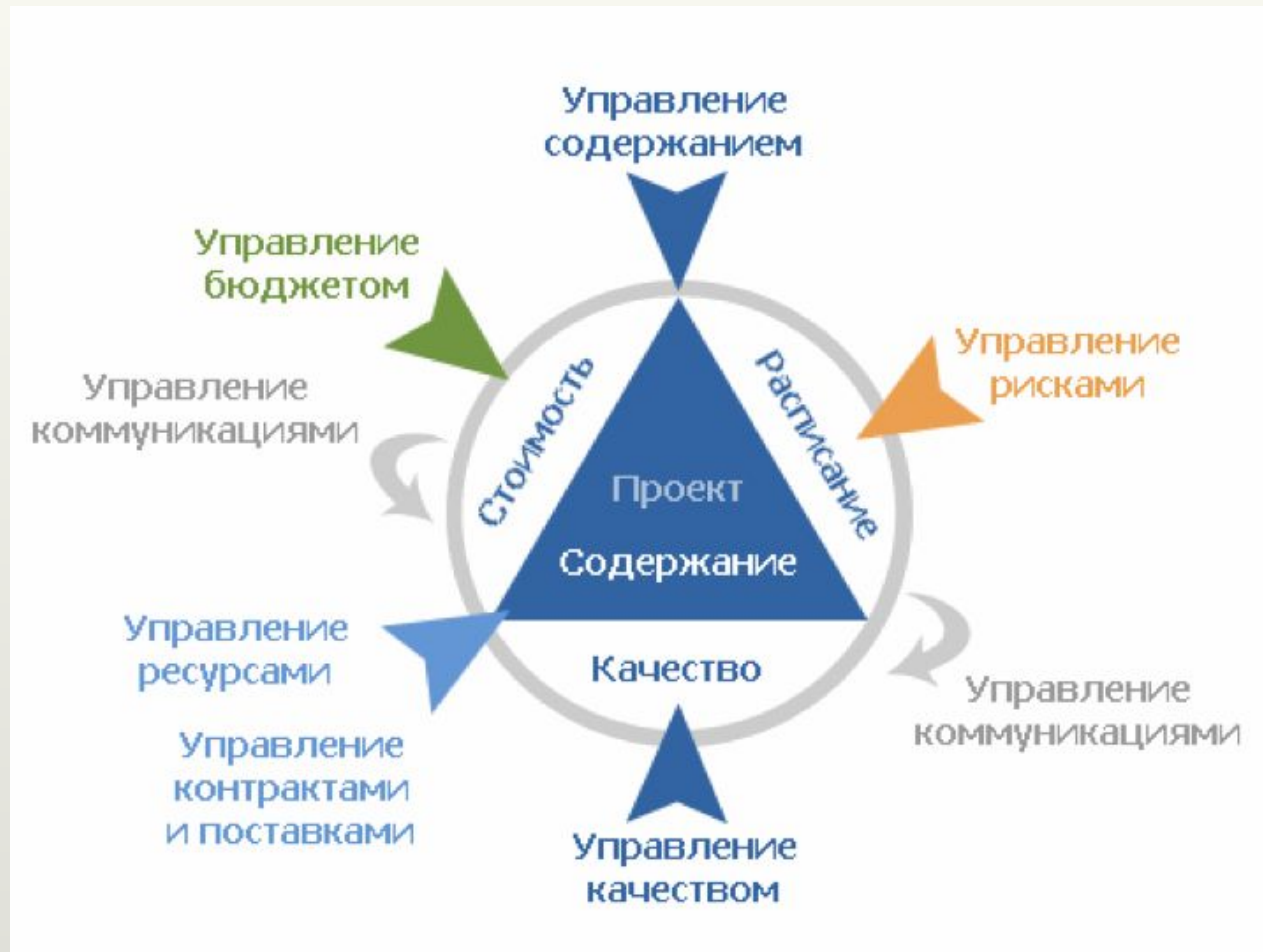 Управление
содержанием
Управление
бюджетом
Управление
рисками
Управление
коммуникациями
Стоимость
Расписание
Проект
Содержание
Управление
ресурсами
Качество
Управление
коммуникациями
Управление
контрактами
и поставками
Управление
качеством